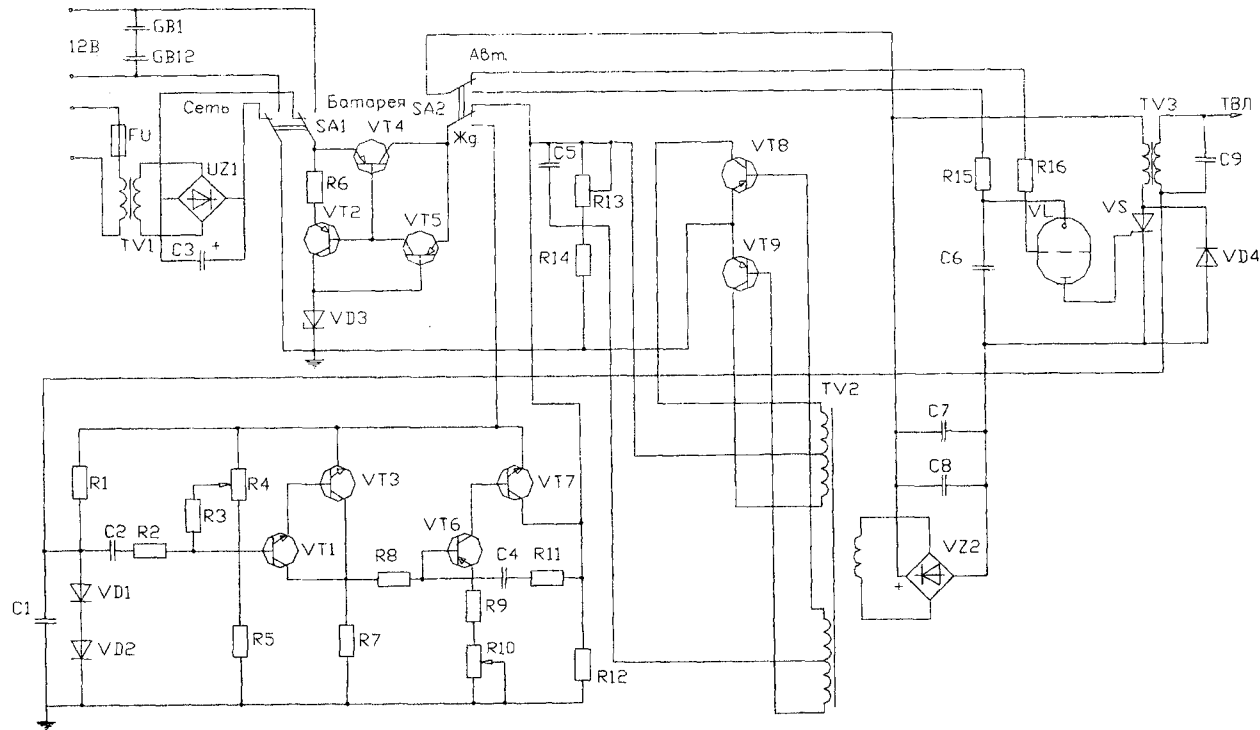 GB1
12В
GB12
Авт.
Сеть
Батарея
SA2
TV3
ТВЛ
FU
SA1
VT4
Жд
UZ1
R6
C5
VT8
R15
R16
C9
VT2
VT5
R13
VL
VS
TV1
C3
+
R14
VT9
C6
VD4
VD3
TV2
C7
C8
R1
R4
VT3
VT7
R3
C2
R2
VT6
VT1
R8
C4
R11
VZ2
+
VD1
R9
C1
VD2
R5
R7
R10
R12